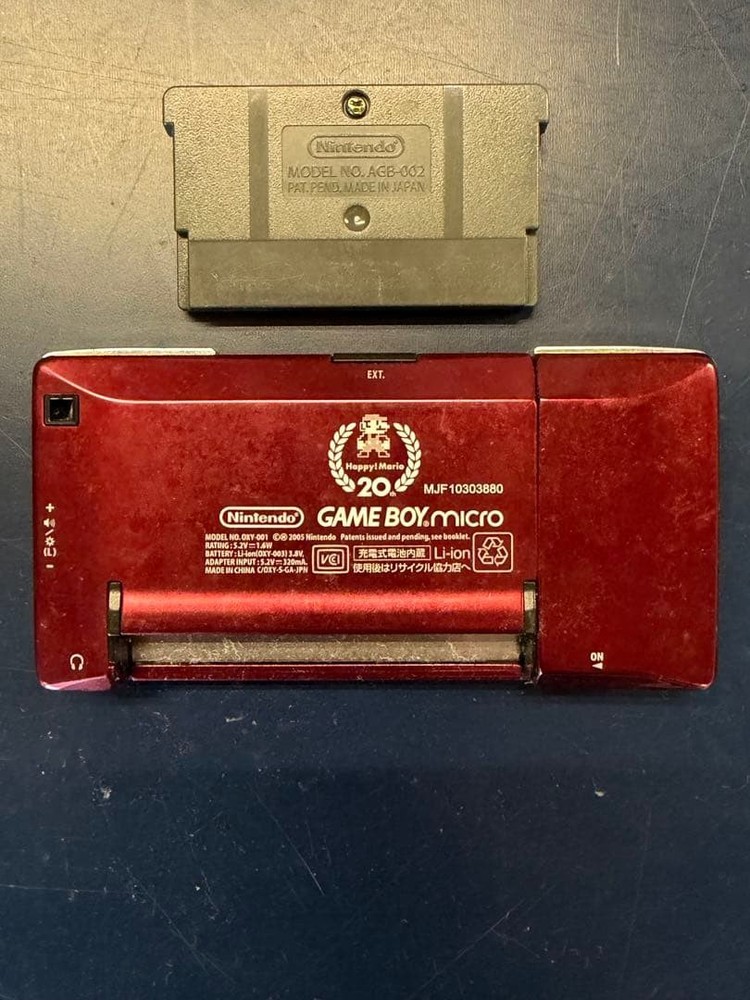 Nintendo®
MODEL NO. AGB-002
PAT. PEND. MADE IN JAPAN
EXT.
Happy! Mario
20th
MJF10303880
Nintendo®
GAME BOY® micro
MODEL NO. OXY-001 ©® 2005 Nintendo Patents issued and pending, see booklet.
RATING : 5.2V⎓1.6W
BATTERY : Li-ion(OXY-003) 3.8V,
ADAPTER INPUT : 5.2V⎓320mA.
MADE IN CHINA C/OXY-S-GA-JPN
VCI
充電式電池内蔵 Li-ion
使用後はリサイクル協力店へ
+
(L)
-
ON